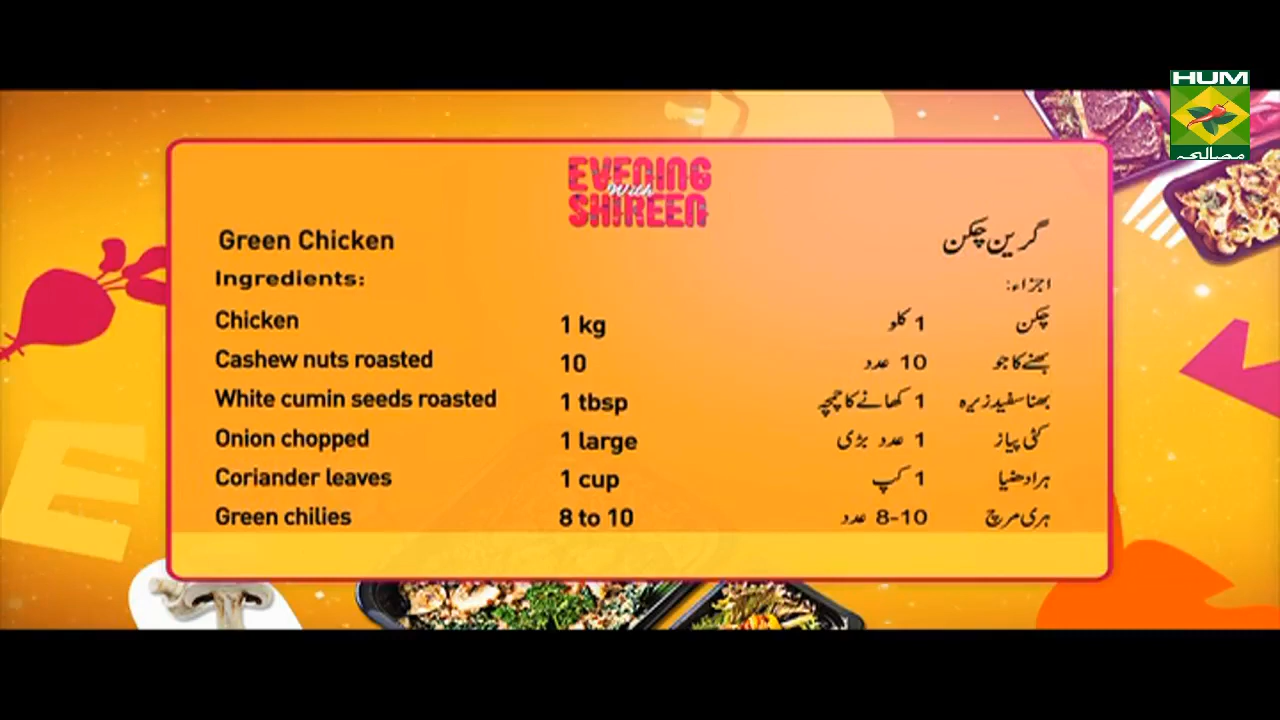 HUM
مصالحہ
EVENING
With
SHIREEN
Green Chicken گرین چکن
Ingredients: اجزاء:
Chicken 1 kg چکن 1 کلو
Cashew nuts roasted 10 بھنے کاجو 10 عدد
White cumin seeds roasted 1 tbsp بھنا سفید زیرہ 1 کھانے کا چمچہ
Onion chopped 1 large کٹی پیاز 1 عدد بڑی
Coriander leaves 1 cup ہرا دھنیا 1 کپ
Green chilies 8 to 10 ہری مرچ 8-10 عدد
E